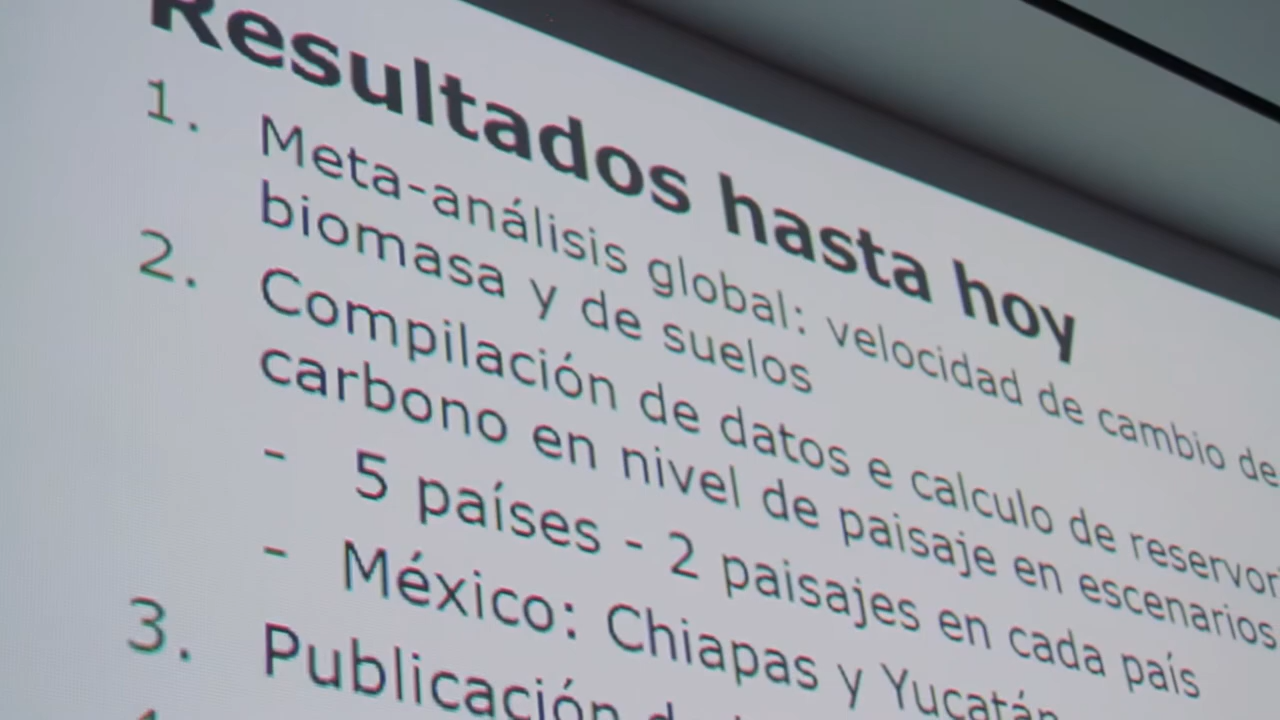 Resultados hasta hoy
1. Meta-análisis global: velocidad de cambio de
biomasa y de suelos
2. Compilación de datos e calculo de
carbono en nivel de paisaje en escenarios
- 5 países - 2 paisajes en cada país
- México: Chiapas y Yucatán
3. Publicación